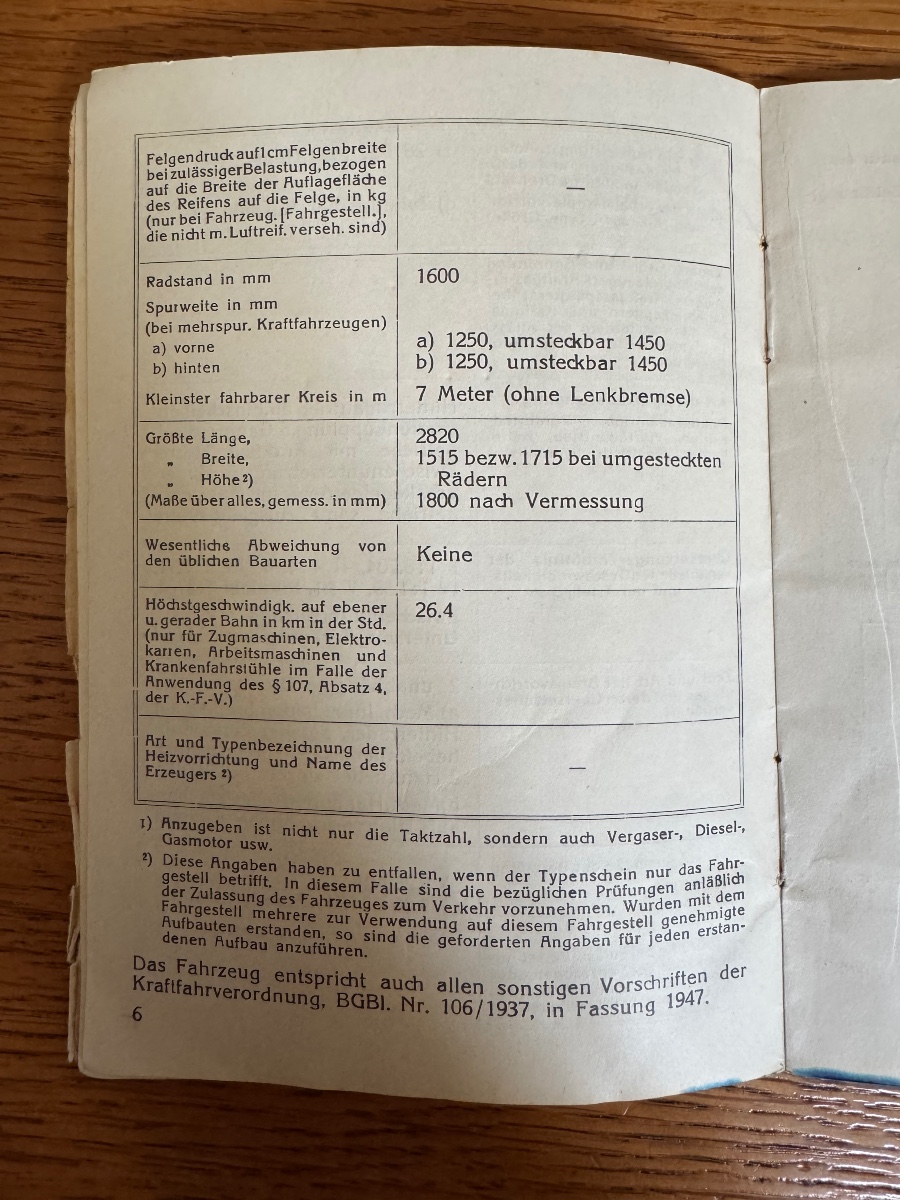 Felgendruck auf 1 cm Felgenbreite
bei zulässiger Belastung, bezogen
auf die Breite der Auflagefläche
des Reifens auf die Felge, in kg
(nur bei Fahrzeug. [Fahrgestell.],
die nicht m. Luftreif. verseh. sind)
—
Radstand in mm
1600
Spurweite in mm
(bei mehrspur. Kraftfahrzeugen)
a) vorne
a) 1250, umsteckbar 1450
b) hinten
b) 1250, umsteckbar 1450
Kleinster fahrbarer Kreis in m
7 Meter (ohne Lenkbremse)
Größte Länge,
2820
„ Breite,
1515 bezw. 1715 bei umgesteckten
Rädern
„ Höhe ²)
(Maße über alles, gemess. in mm)
1800 nach Vermessung
Wesentliche Abweichung von
den üblichen Bauarten
Keine
Höchstgeschwindigk. auf ebener
u. gerader Bahn in km in der Std.
(nur für Zugmaschinen, Elektro-
karren, Arbeitsmaschinen und
Krankenfahrstühle im Falle der
Anwendung des § 107, Absatz 4,
der K.-F.-V.)
26.4
Art und Typenbezeichnung der
Heizvorrichtung und Name des
Erzeugers ²)
—
1) Anzugeben ist nicht nur die Taktzahl, sondern auch Vergaser-, Diesel-,
Gasmotor usw.
²) Diese Angaben haben zu entfallen, wenn der Typenschein nur das Fahr-
gestell betrifft. In diesem Falle sind die bezüglichen Prüfungen anläßlich
der Zulassung des Fahrzeuges zum Verkehr vorzunehmen. Wurden mit dem
Fahrgestell mehrere zur Verwendung auf diesem Fahrgestell genehmigte
Aufbauten erstanden, so sind die geforderten Angaben für jeden erstan-
denen Aufbau anzuführen.
Das Fahrzeug entspricht auch allen sonstigen Vorschriften der
Kraftfahrverordnung, BGBl. Nr. 106/1937, in Fassung 1947.
6